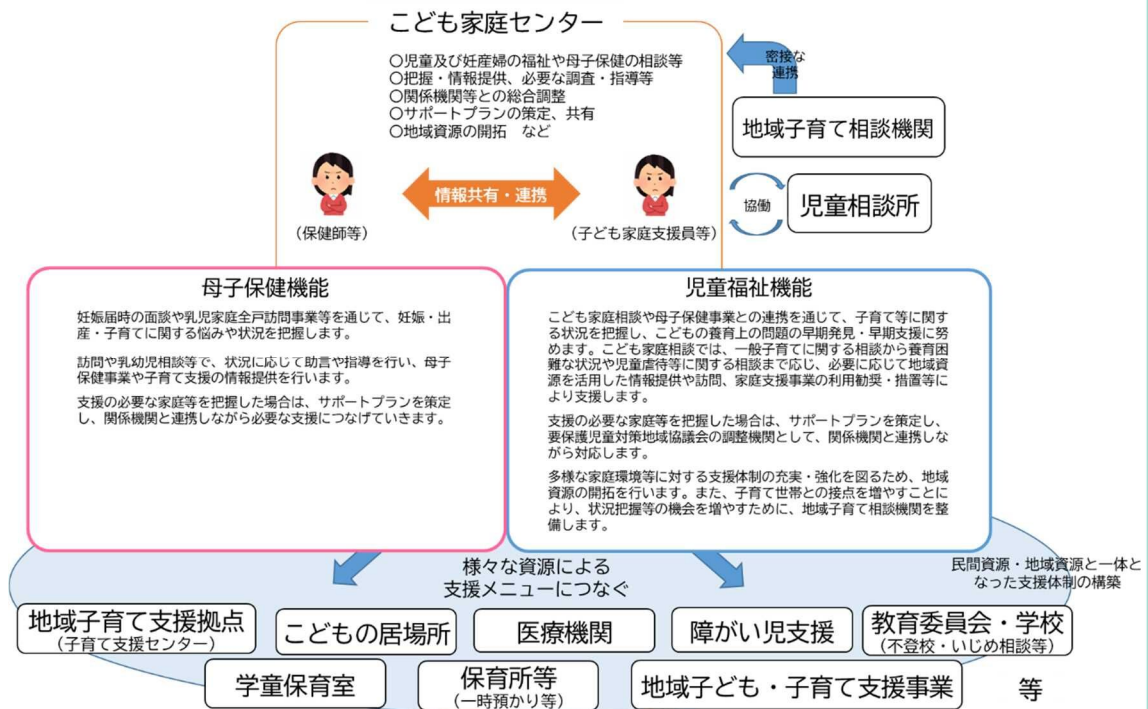 こども家庭センター
○児童及び妊産婦の福祉や母子保健の相談等
○把握・情報提供、必要な調査・指導等
○関係機関等との総合調整
○サポートプランの策定、共有
○地域資源の開拓　など
密接な
連携
地域子育て相談機関
情報共有・連携
（保健師等）
（子ども家庭支援員等）
協働
児童相談所
母子保健機能
妊娠届時の面談や乳児家庭全戸訪問事業等を通じて、妊娠・出
産・子育てに関する悩みや状況を把握します。
訪問や乳幼児相談等で、状況に応じて助言や指導を行い、母子
保健事業や子育て支援の情報提供を行います。
支援の必要な家庭等を把握した場合は、サポートプランを策定
し、関係機関と連携しながら必要な支援につなげていきます。
児童福祉機能
こども家庭相談や母子保健事業との連携を通じて、子育て等に関す
る状況を把握し、こどもの養育上の問題の早期発見・早期支援に努
めます。こども家庭相談では、一般子育てに関する相談から養育困
難な状況や児童虐待等に関する相談まで応じ、必要に応じて地域資
源を活用した情報提供や訪問、家庭支援事業の利用勧奨・措置等に
より支援します。
支援の必要な家庭等を把握した場合は、サポートプランを策定し、
要保護児童対策地域協議会の調整機関として、関係機関と連携しな
がら対応します。
多様な家庭環境等に対する支援体制の充実・強化を図るため、地域
資源の開拓を行います。また、子育て世帯との接点を増やすことに
より、状況把握等の機会を増やすために、地域子育て相談機関を整
備します。
様々な資源による
支援メニューにつなぐ
民間資源・地域資源と一体と
なった支援体制の構築
地域子育て支援拠点
（子育て支援センター）
こどもの居場所
医療機関
障がい児支援
教育委員会・学校
（不登校・いじめ相談等）
学童保育室
保育所等
（一時預かり等）
地域子ども・子育て支援事業
等